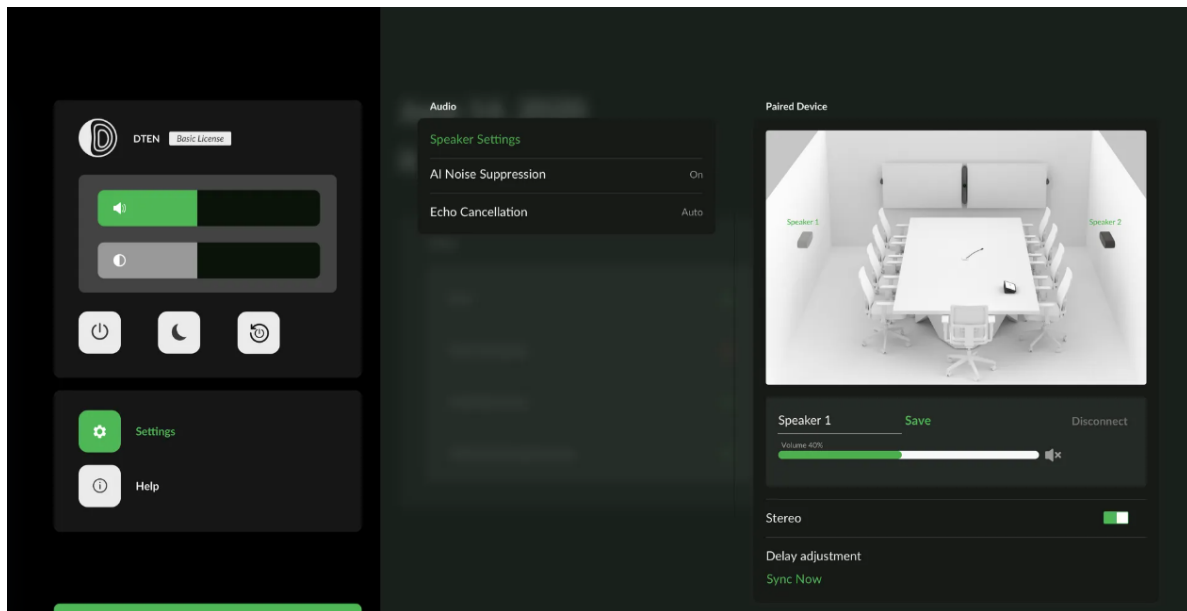 DTEN Basic License
Settings
Help
Audio
Speaker Settings
AI Noise Suppression On
Echo Cancellation Auto
Paired Device
Speaker 1 Speaker 2
Speaker 1 Save Disconnect
Volume 40%
Stereo
Delay adjustment
Sync Now